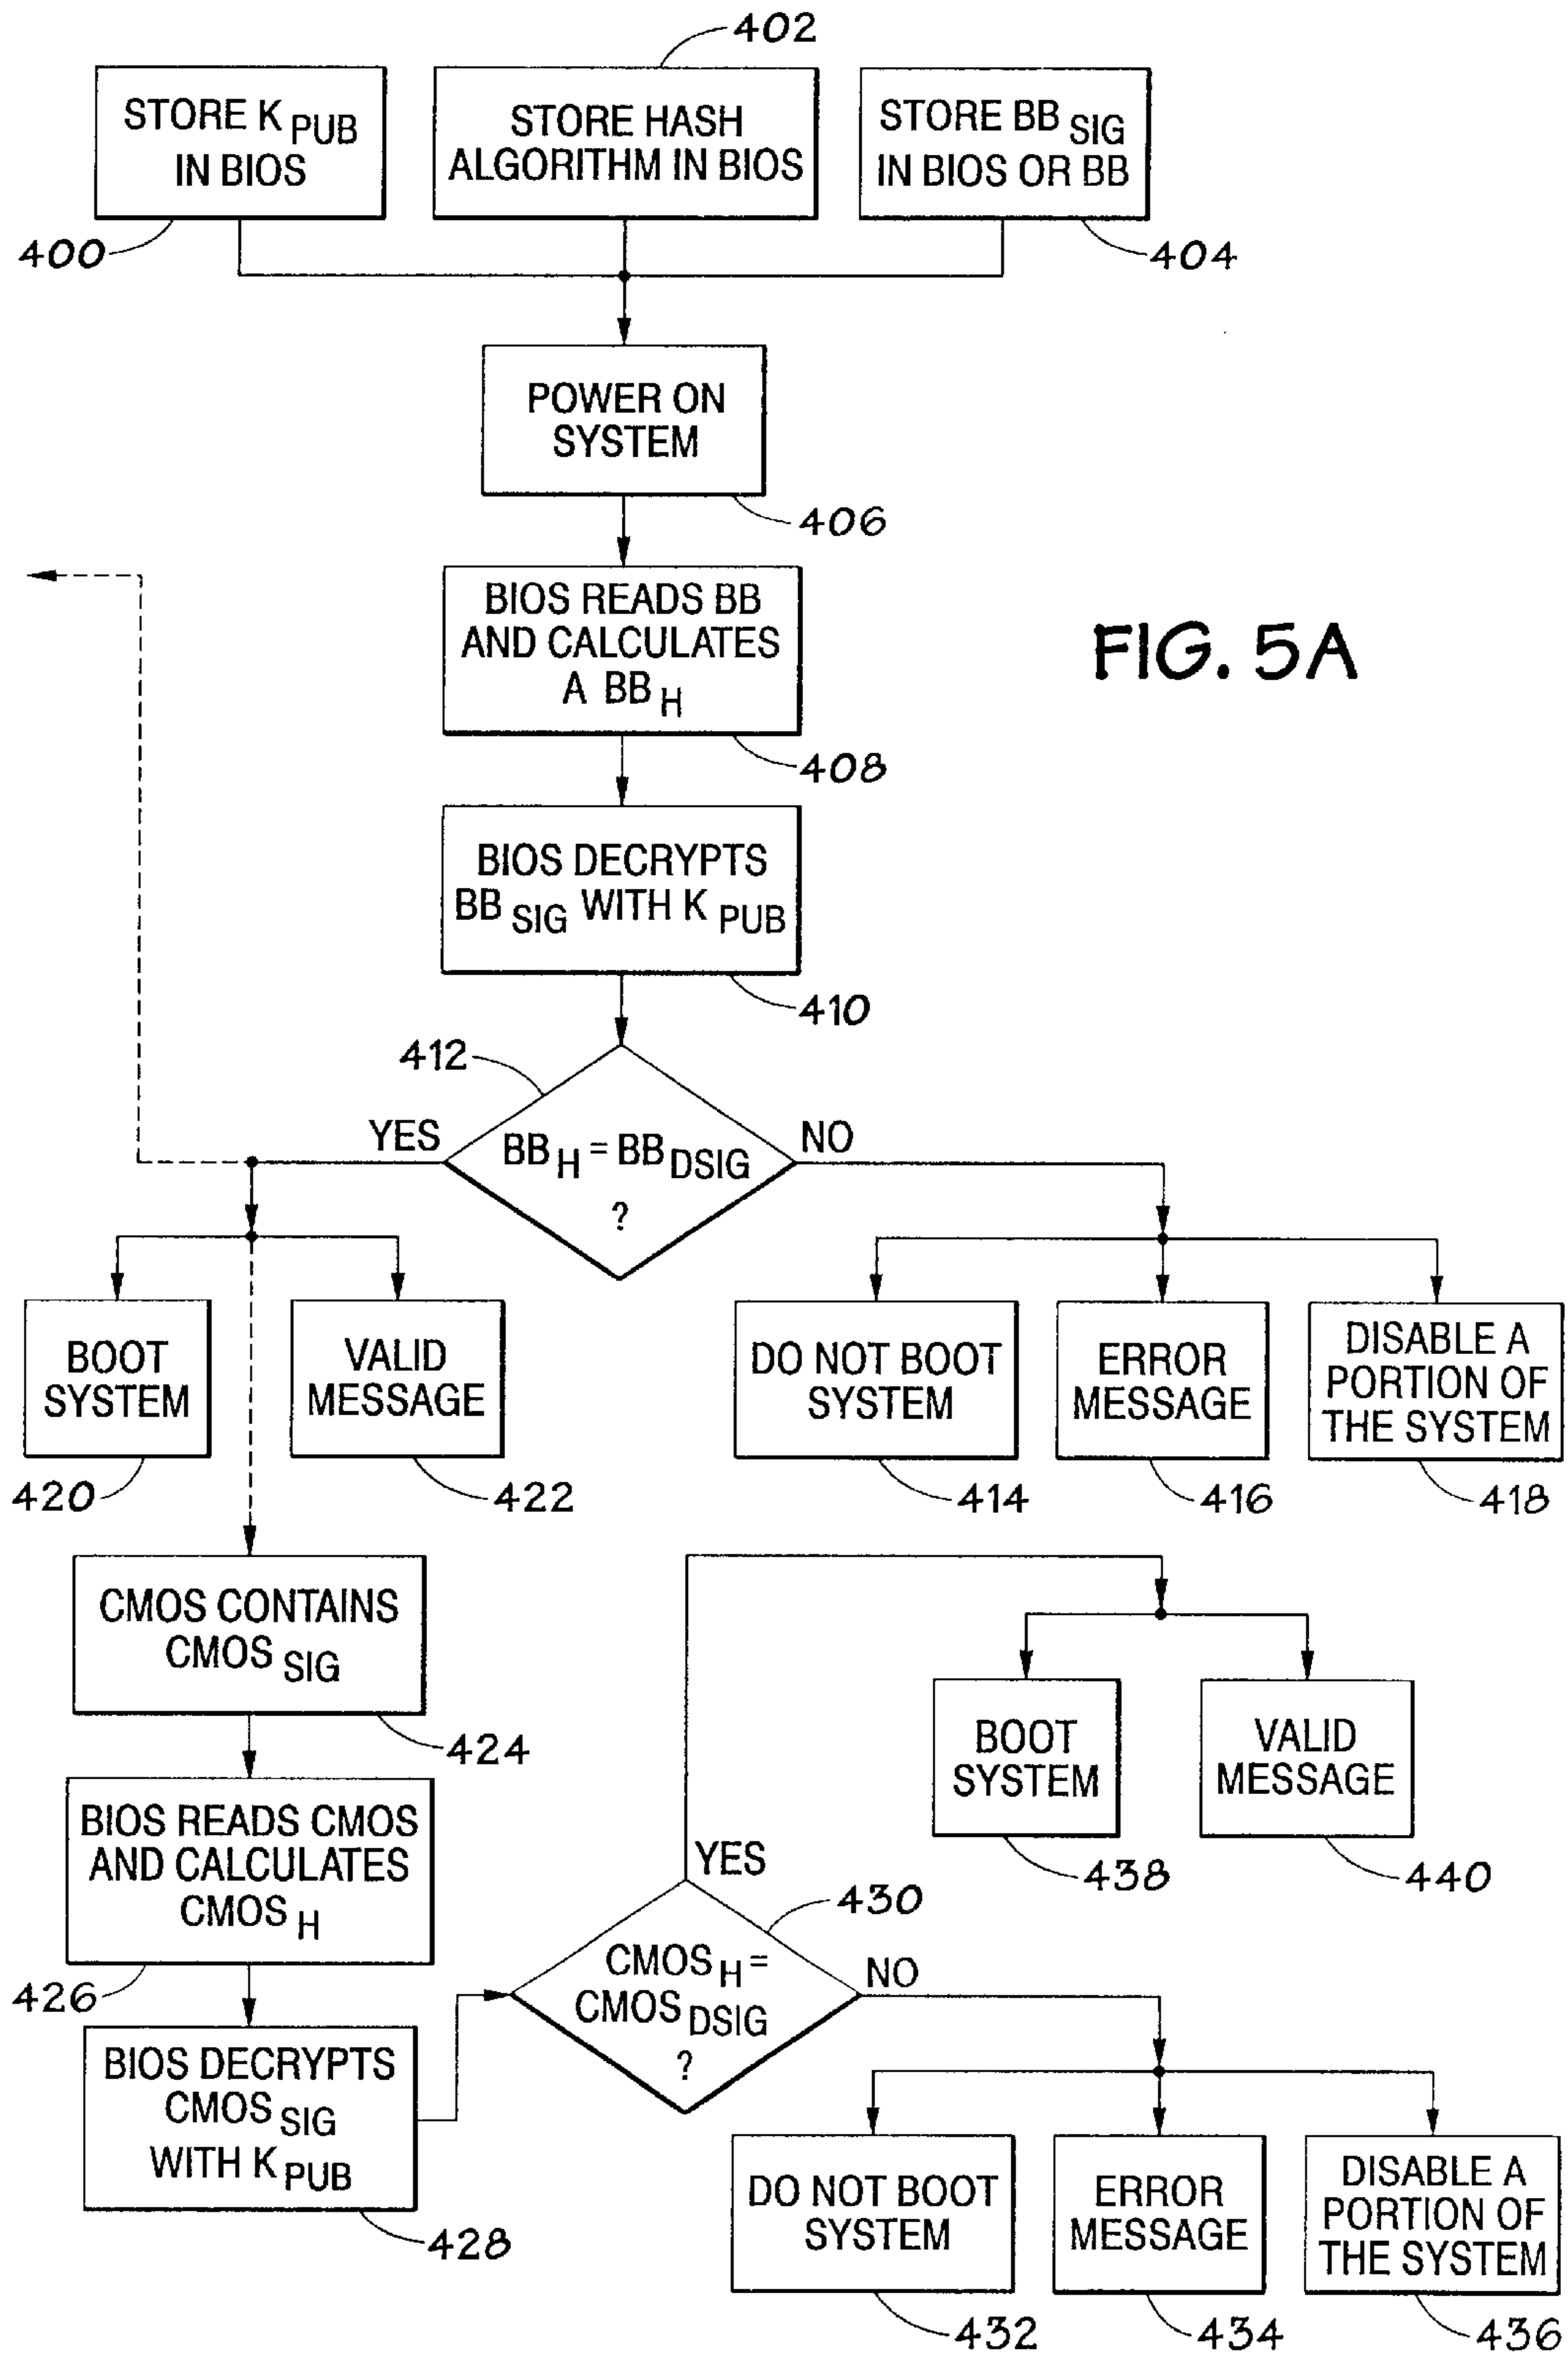 402
STORE K PUB
IN BIOS
STORE HASH
ALGORITHM IN BIOS
STORE BB SIG
IN BIOS OR BB
400
404
POWER ON
SYSTEM
406
BIOS READS BB
AND CALCULATES
A BB H
408
FIG. 5A
BIOS DECRYPTS
BB SIG WITH K PUB
410
412
YES
BB H = BB DSIG
?
NO
BOOT
SYSTEM
420
VALID
MESSAGE
422
DO NOT BOOT
SYSTEM
414
ERROR
MESSAGE
416
DISABLE A
PORTION OF
THE SYSTEM
418
CMOS CONTAINS
CMOS SIG
424
BIOS READS CMOS
AND CALCULATES
CMOS H
426
BIOS DECRYPTS
CMOS SIG
WITH K PUB
428
YES
430
CMOS H =
CMOS DSIG
?
NO
BOOT
SYSTEM
438
VALID
MESSAGE
440
DO NOT BOOT
SYSTEM
432
ERROR
MESSAGE
434
DISABLE A
PORTION OF
THE SYSTEM
436